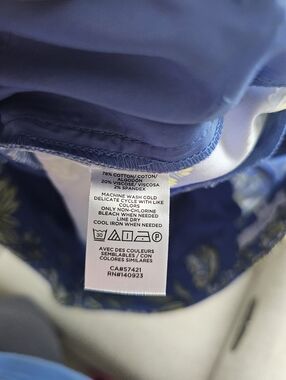 78% COTTON/COTON/
ALGODÓN
20% VISCOSE/VISCOSA
2% SPANDEX
MACHINE WASH COLD
DELICATE CYCLE WITH LIKE
COLORS
ONLY NON-CHLORINE
BLEACH WHEN NEEDED
LINE DRY
COOL IRON WHEN NEEDED
30
AVEC DES COULEURS
SEMBLABLES / CON
COLORES SIMILARES
CA#57421
RN#140923